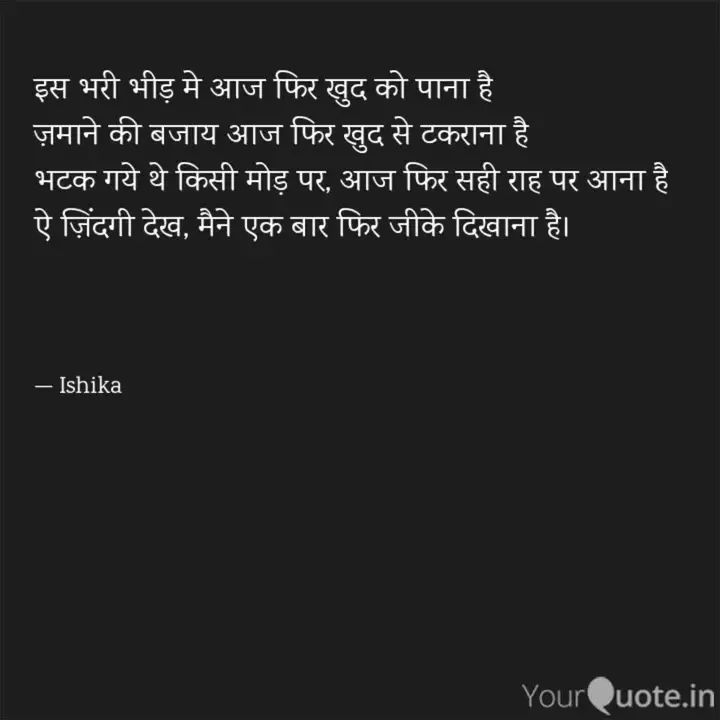 इस भरी भीड़ मे आज फिर खुद को पाना है
ज़माने की बजाय आज फिर खुद से टकराना है
भटक गये थे किसी मोड़ पर, आज फिर सही राह पर आना है
ऐ ज़िंदगी देख, मैने एक बार फिर जीके दिखाना है।
— Ishika
YourQuote.in